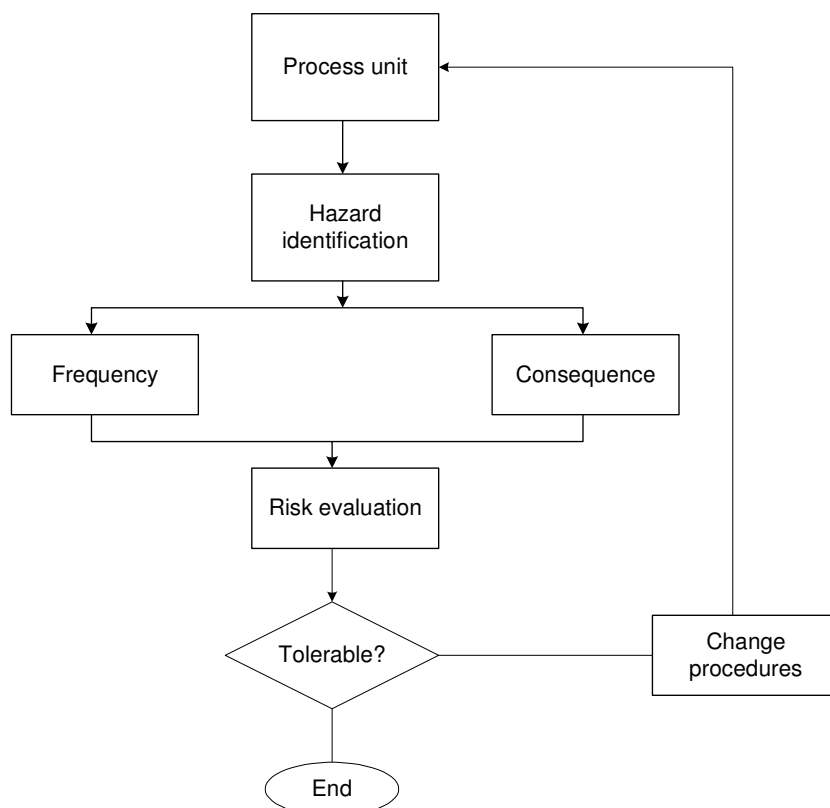 Process unit
Hazard
identification
Frequency
Consequence
Risk evaluation
Tolerable?
Change
procedures
End